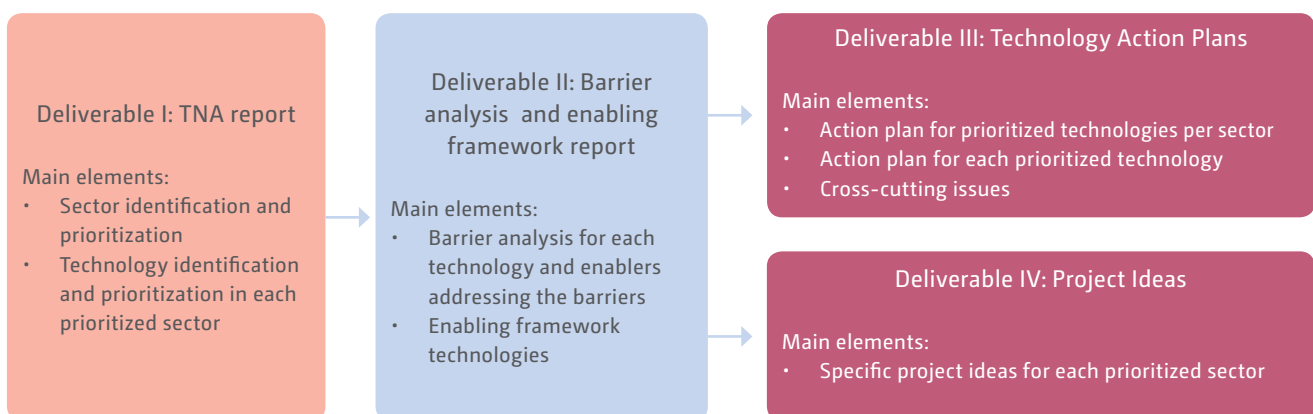 Deliverable I: TNA report
Main elements:
• Sector identification and
prioritization
• Technology identification
and prioritization in each
prioritized sector
Deliverable II: Barrier
analysis and enabling
framework report
Main elements:
• Barrier analysis for each
technology and enablers
addressing the barriers
• Enabling framework
technologies
Deliverable III: Technology Action Plans
Main elements:
• Action plan for prioritized technologies per sector
• Action plan for each prioritized technology
• Cross-cutting issues
Deliverable IV: Project Ideas
Main elements:
• Specific project ideas for each prioritized sector